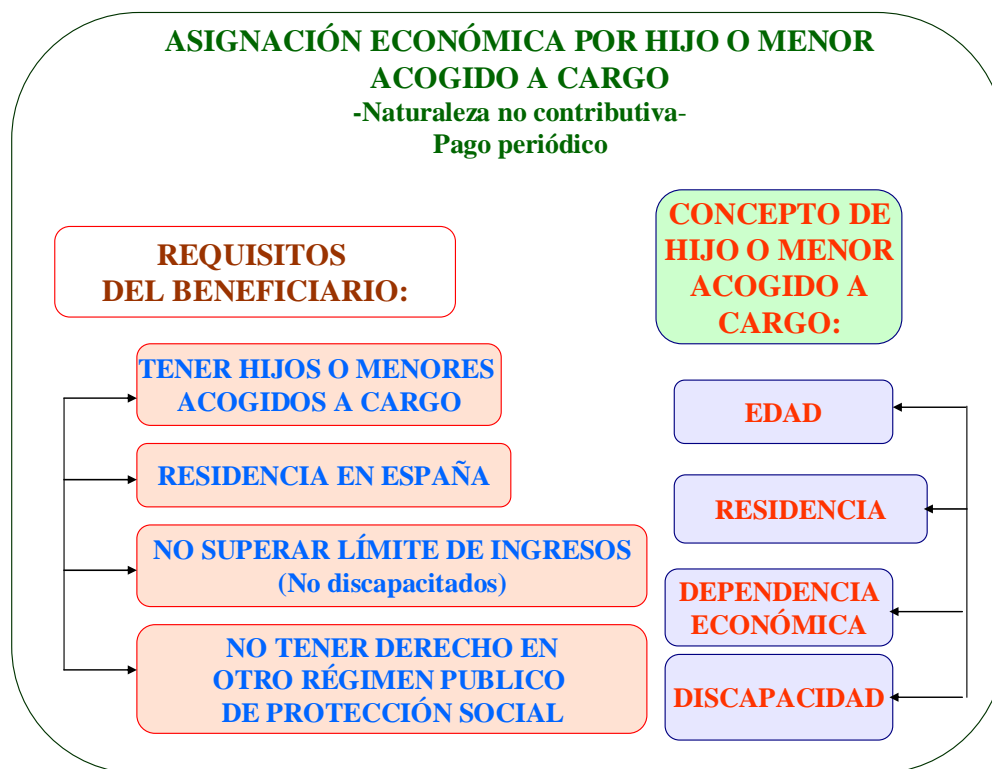 ASIGNACIÓN ECONÓMICA POR HIJO O MENOR
ACOGIDO A CARGO
-Naturaleza no contributiva-
Pago periódico
REQUISITOS
DEL BENEFICIARIO:
TENER HIJOS O MENORES
ACOGIDOS A CARGO
RESIDENCIA EN ESPAÑA
NO SUPERAR LÍMITE DE INGRESOS
(No discapacitados)
NO TENER DERECHO EN
OTRO RÉGIMEN PUBLICO
DE PROTECCIÓN SOCIAL
CONCEPTO DE
HIJO O MENOR
ACOGIDO A
CARGO:
EDAD
RESIDENCIA
DEPENDENCIA
ECONÓMICA
DISCAPACIDAD